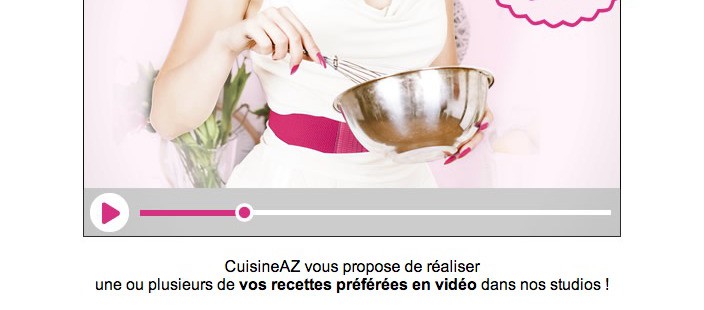 CuisineAZ vous propose de réaliser
une ou plusieurs de vos recettes préférées en vidéo dans nos studios !